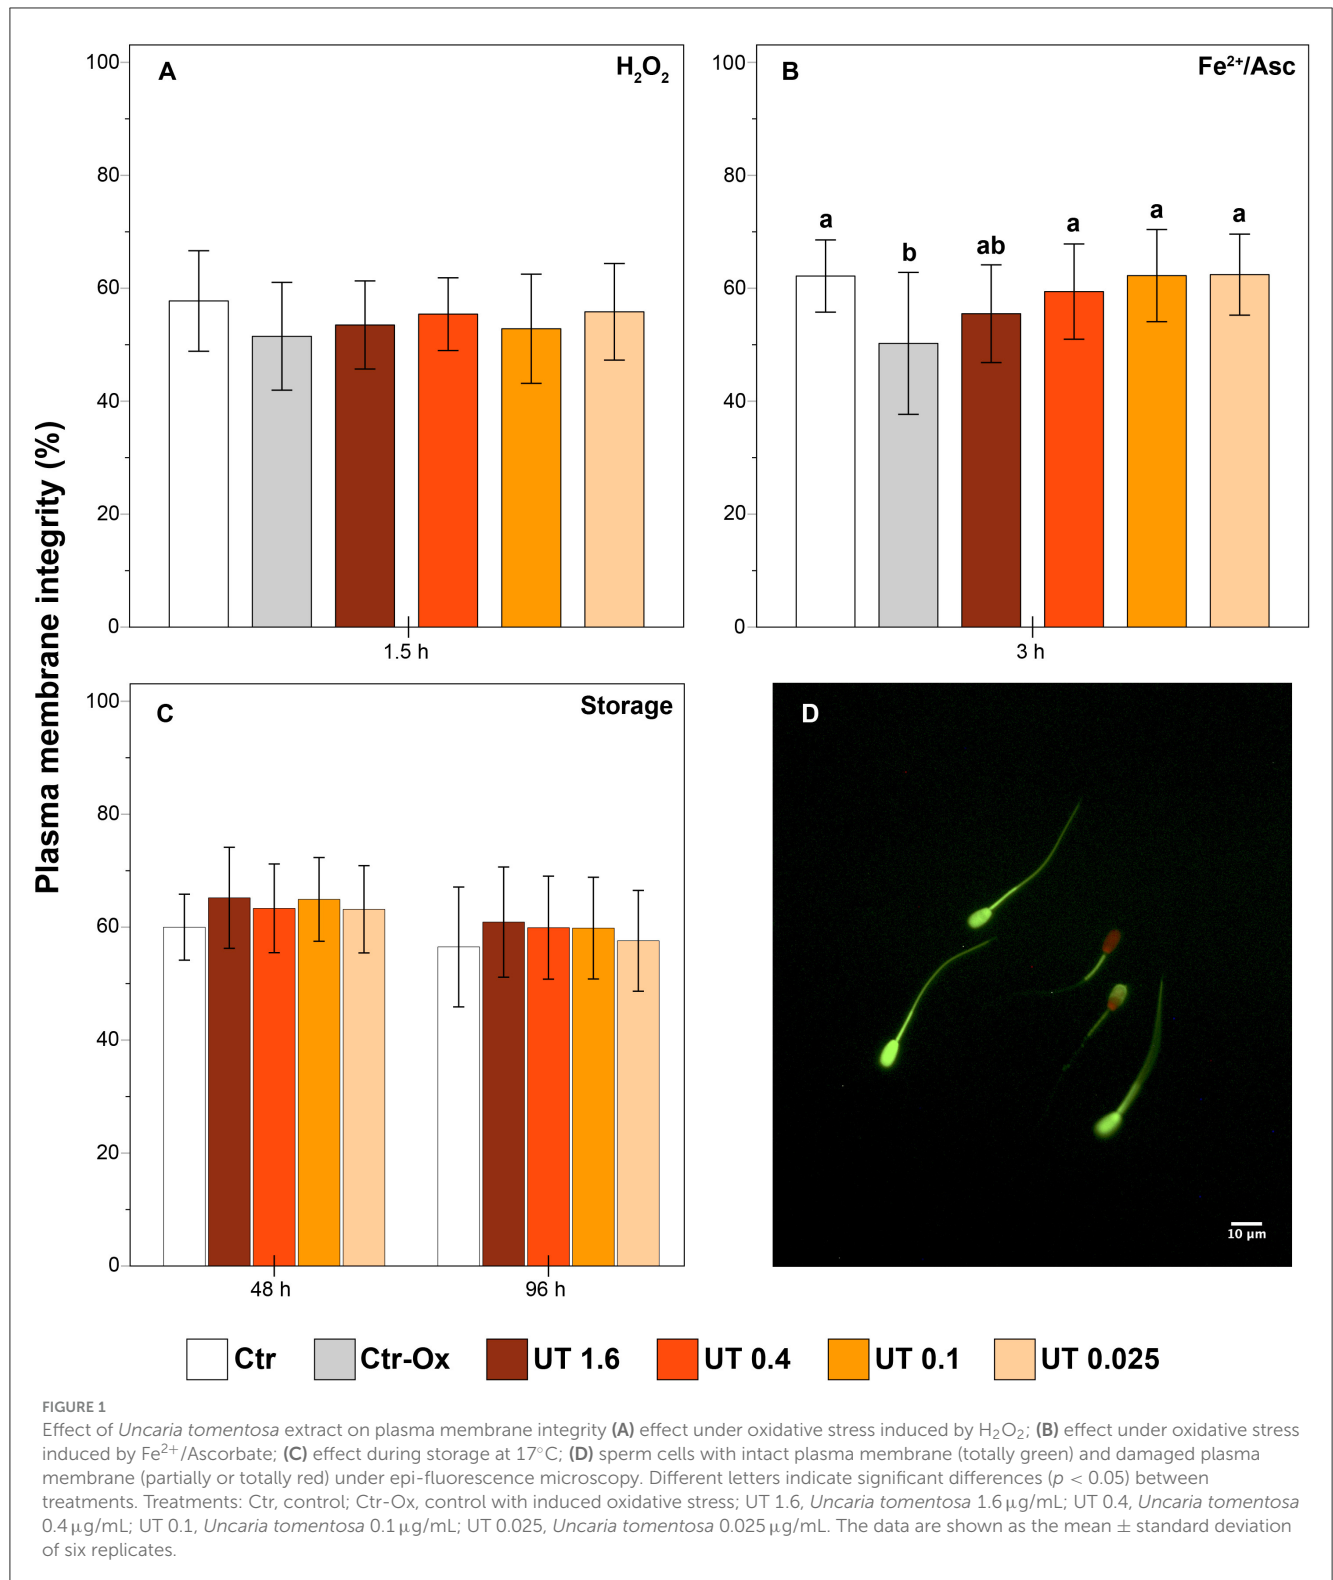 A
H₂O₂
100
80
60
40
20
0
1.5 h
B
Fe²⁺/Asc
100
80
60
40
20
0
a
b
ab
a
a
a
3 h
Plasma membrane integrity (%)
C
Storage
100
80
60
40
20
0
48 h
96 h
D
10 µm
Ctr
Ctr-Ox
UT 1.6
UT 0.4
UT 0.1
UT 0.025
FIGURE 1
Effect of Uncaria tomentosa extract on plasma membrane integrity (A) effect under oxidative stress induced by H₂O₂; (B) effect under oxidative stress
induced by Fe²⁺/Ascorbate; (C) effect during storage at 17°C; (D) sperm cells with intact plasma membrane (totally green) and damaged plasma
membrane (partially or totally red) under epi-fluorescence microscopy. Different letters indicate significant differences (p < 0.05) between
treatments. Treatments: Ctr, control; Ctr-Ox, control with induced oxidative stress; UT 1.6, Uncaria tomentosa 1.6 µg/mL; UT 0.4, Uncaria tomentosa
0.4 µg/mL; UT 0.1, Uncaria tomentosa 0.1 µg/mL; UT 0.025, Uncaria tomentosa 0.025 µg/mL. The data are shown as the mean ± standard deviation
of six replicates.